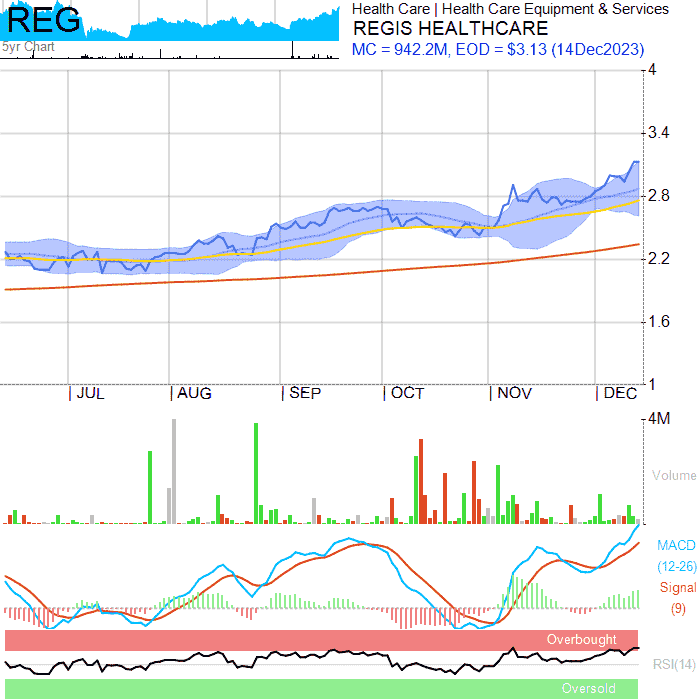 REG
5yr Chart
Health Care | Health Care Equipment & Services
REGIS HEALTHCARE
MC = 942.2M, EOD = $3.13 (14Dec2023)
4
3.4
2.8
2.2
1.6
1
JUL AUG SEP OCT NOV DEC
4M
Volume
MACD
(12-26)
Signal
(9)
Overbought
RSI(14)
Oversold